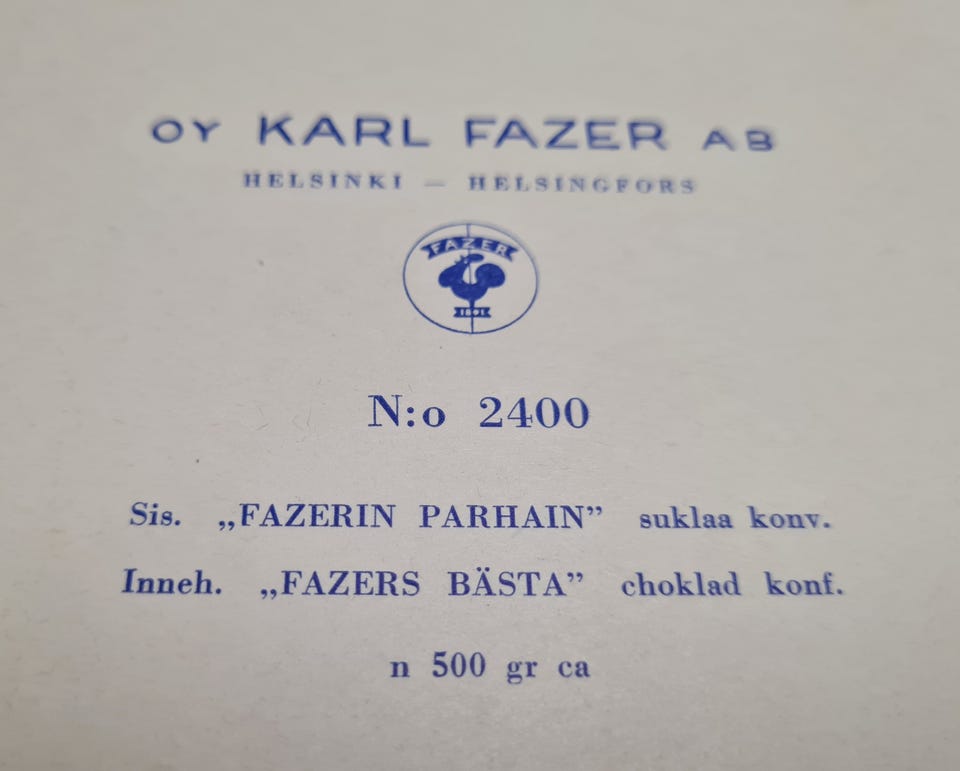 OY KARL FAZER AB
HELSINKI — HELSINGFORS
FAZER
1891
N:o 2400
Sis. „FAZERIN PARHAIN” suklaa konv.
Inneh. „FAZERS BÄSTA” choklad konf.
n 500 gr ca